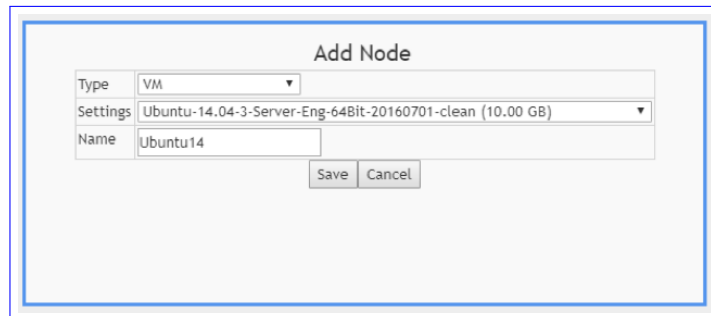 Add Node
Type VM
Settings Ubuntu-14.04-3-Server-Eng-64Bit-20160701-clean (10.00 GB)
Name Ubuntu14
Save Cancel